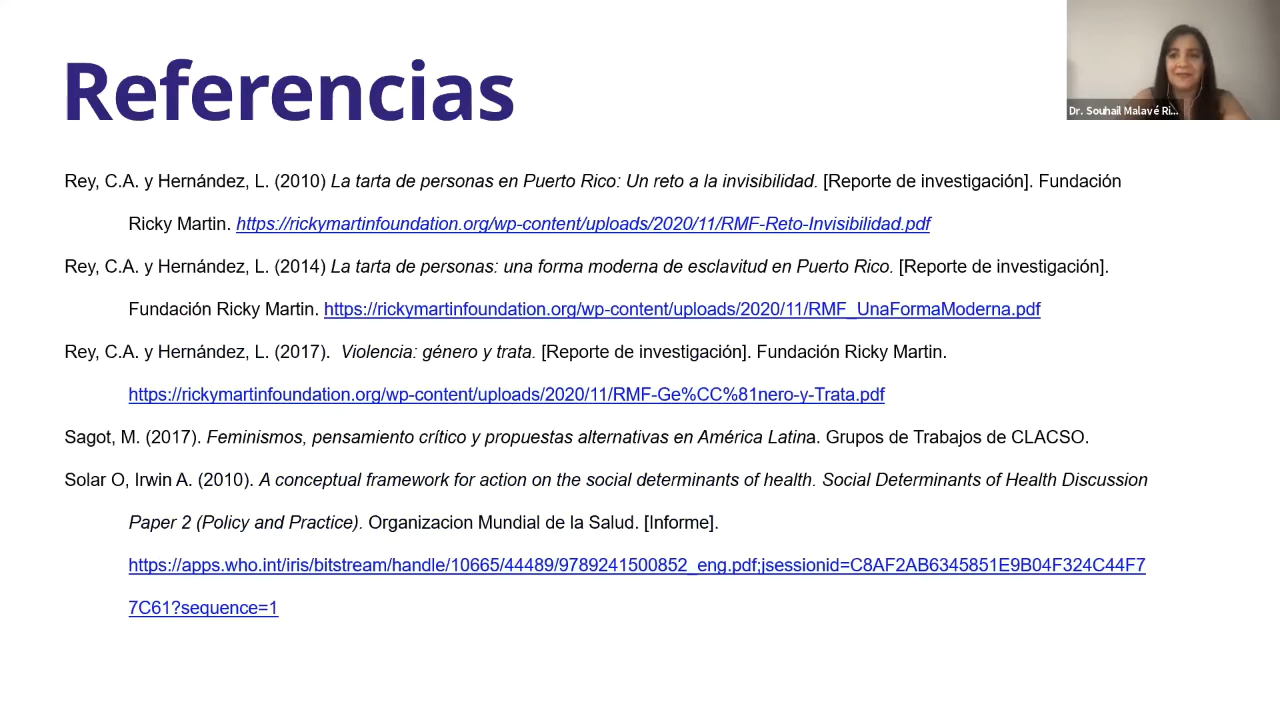 Referencias
Dr. Souhail Malavé Ri...
Rey, C.A. y Hernández, L. (2010) La tarta de personas en Puerto Rico: Un reto a la invisibilidad. [Reporte de investigación]. Fundación
Ricky Martin. https://rickymartinfoundation.org/wp-content/uploads/2020/11/RMF-Reto-Invisibilidad.pdf
Rey, C.A. y Hernández, L. (2014) La tarta de personas: una forma moderna de esclavitud en Puerto Rico. [Reporte de investigación].
Fundación Ricky Martin. https://rickymartinfoundation.org/wp-content/uploads/2020/11/RMF_UnaFormaModerna.pdf
Rey, C.A. y Hernández, L. (2017). Violencia: género y trata. [Reporte de investigación]. Fundación Ricky Martin.
https://rickymartinfoundation.org/wp-content/uploads/2020/11/RMF-Ge%CC%81nero-y-Trata.pdf
Sagot, M. (2017). Feminismos, pensamiento crítico y propuestas alternativas en América Latina. Grupos de Trabajos de CLACSO.
Solar O, Irwin A. (2010). A conceptual framework for action on the social determinants of health. Social Determinants of Health Discussion
Paper 2 (Policy and Practice). Organizacion Mundial de la Salud. [Informe].
https://apps.who.int/iris/bitstream/handle/10665/44489/9789241500852_eng.pdf;jsessionid=C8AF2AB6345851E9B04F324C44F7
7C61?sequence=1